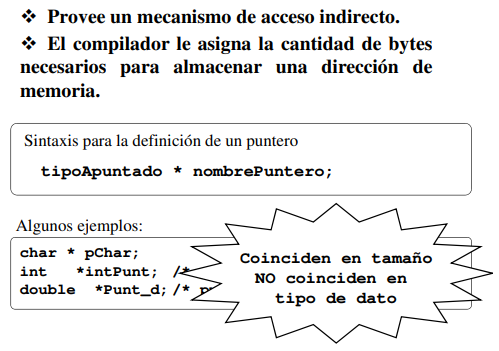 ❖ Provee un mecanismo de acceso indirecto.
❖ El compilador le asigna la cantidad de bytes
necesarios para almacenar una dirección de
memoria.
Sintaxis para la definición de un puntero
tipoApuntado * nombrePuntero;
Algunos ejemplos:
char * pChar;
int *intPunt; /*
double *Punt_d; /*
Coinciden en tamaño
NO coinciden en
tipo de dato